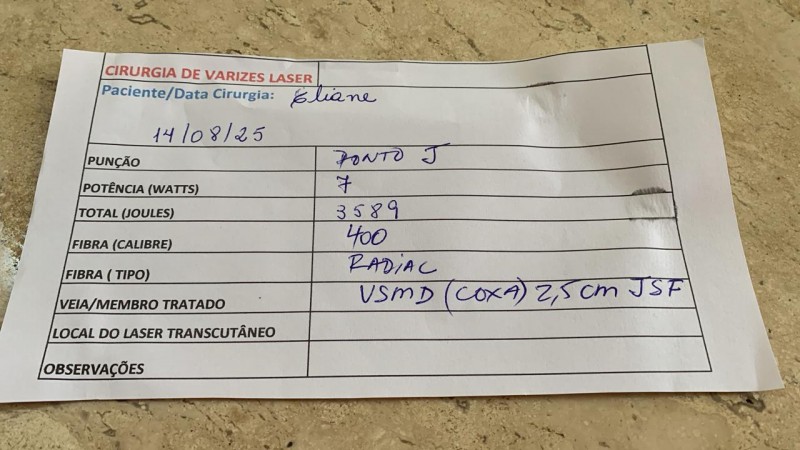 CIRURGIA DE VARIZES LASER
Paciente/Data Cirurgia: Eliane
14/08/25
PUNÇÃO PONTO J
POTÊNCIA (WATTS) 7
TOTAL (JOULES) 3589
FIBRA (CALIBRE) 400
FIBRA ( TIPO) RADIAL
VEIA/MEMBRO TRATADO VSMD (COXA) 2,5 cm JSF
LOCAL DO LASER TRANSCUTÂNEO
OBSERVAÇÕES